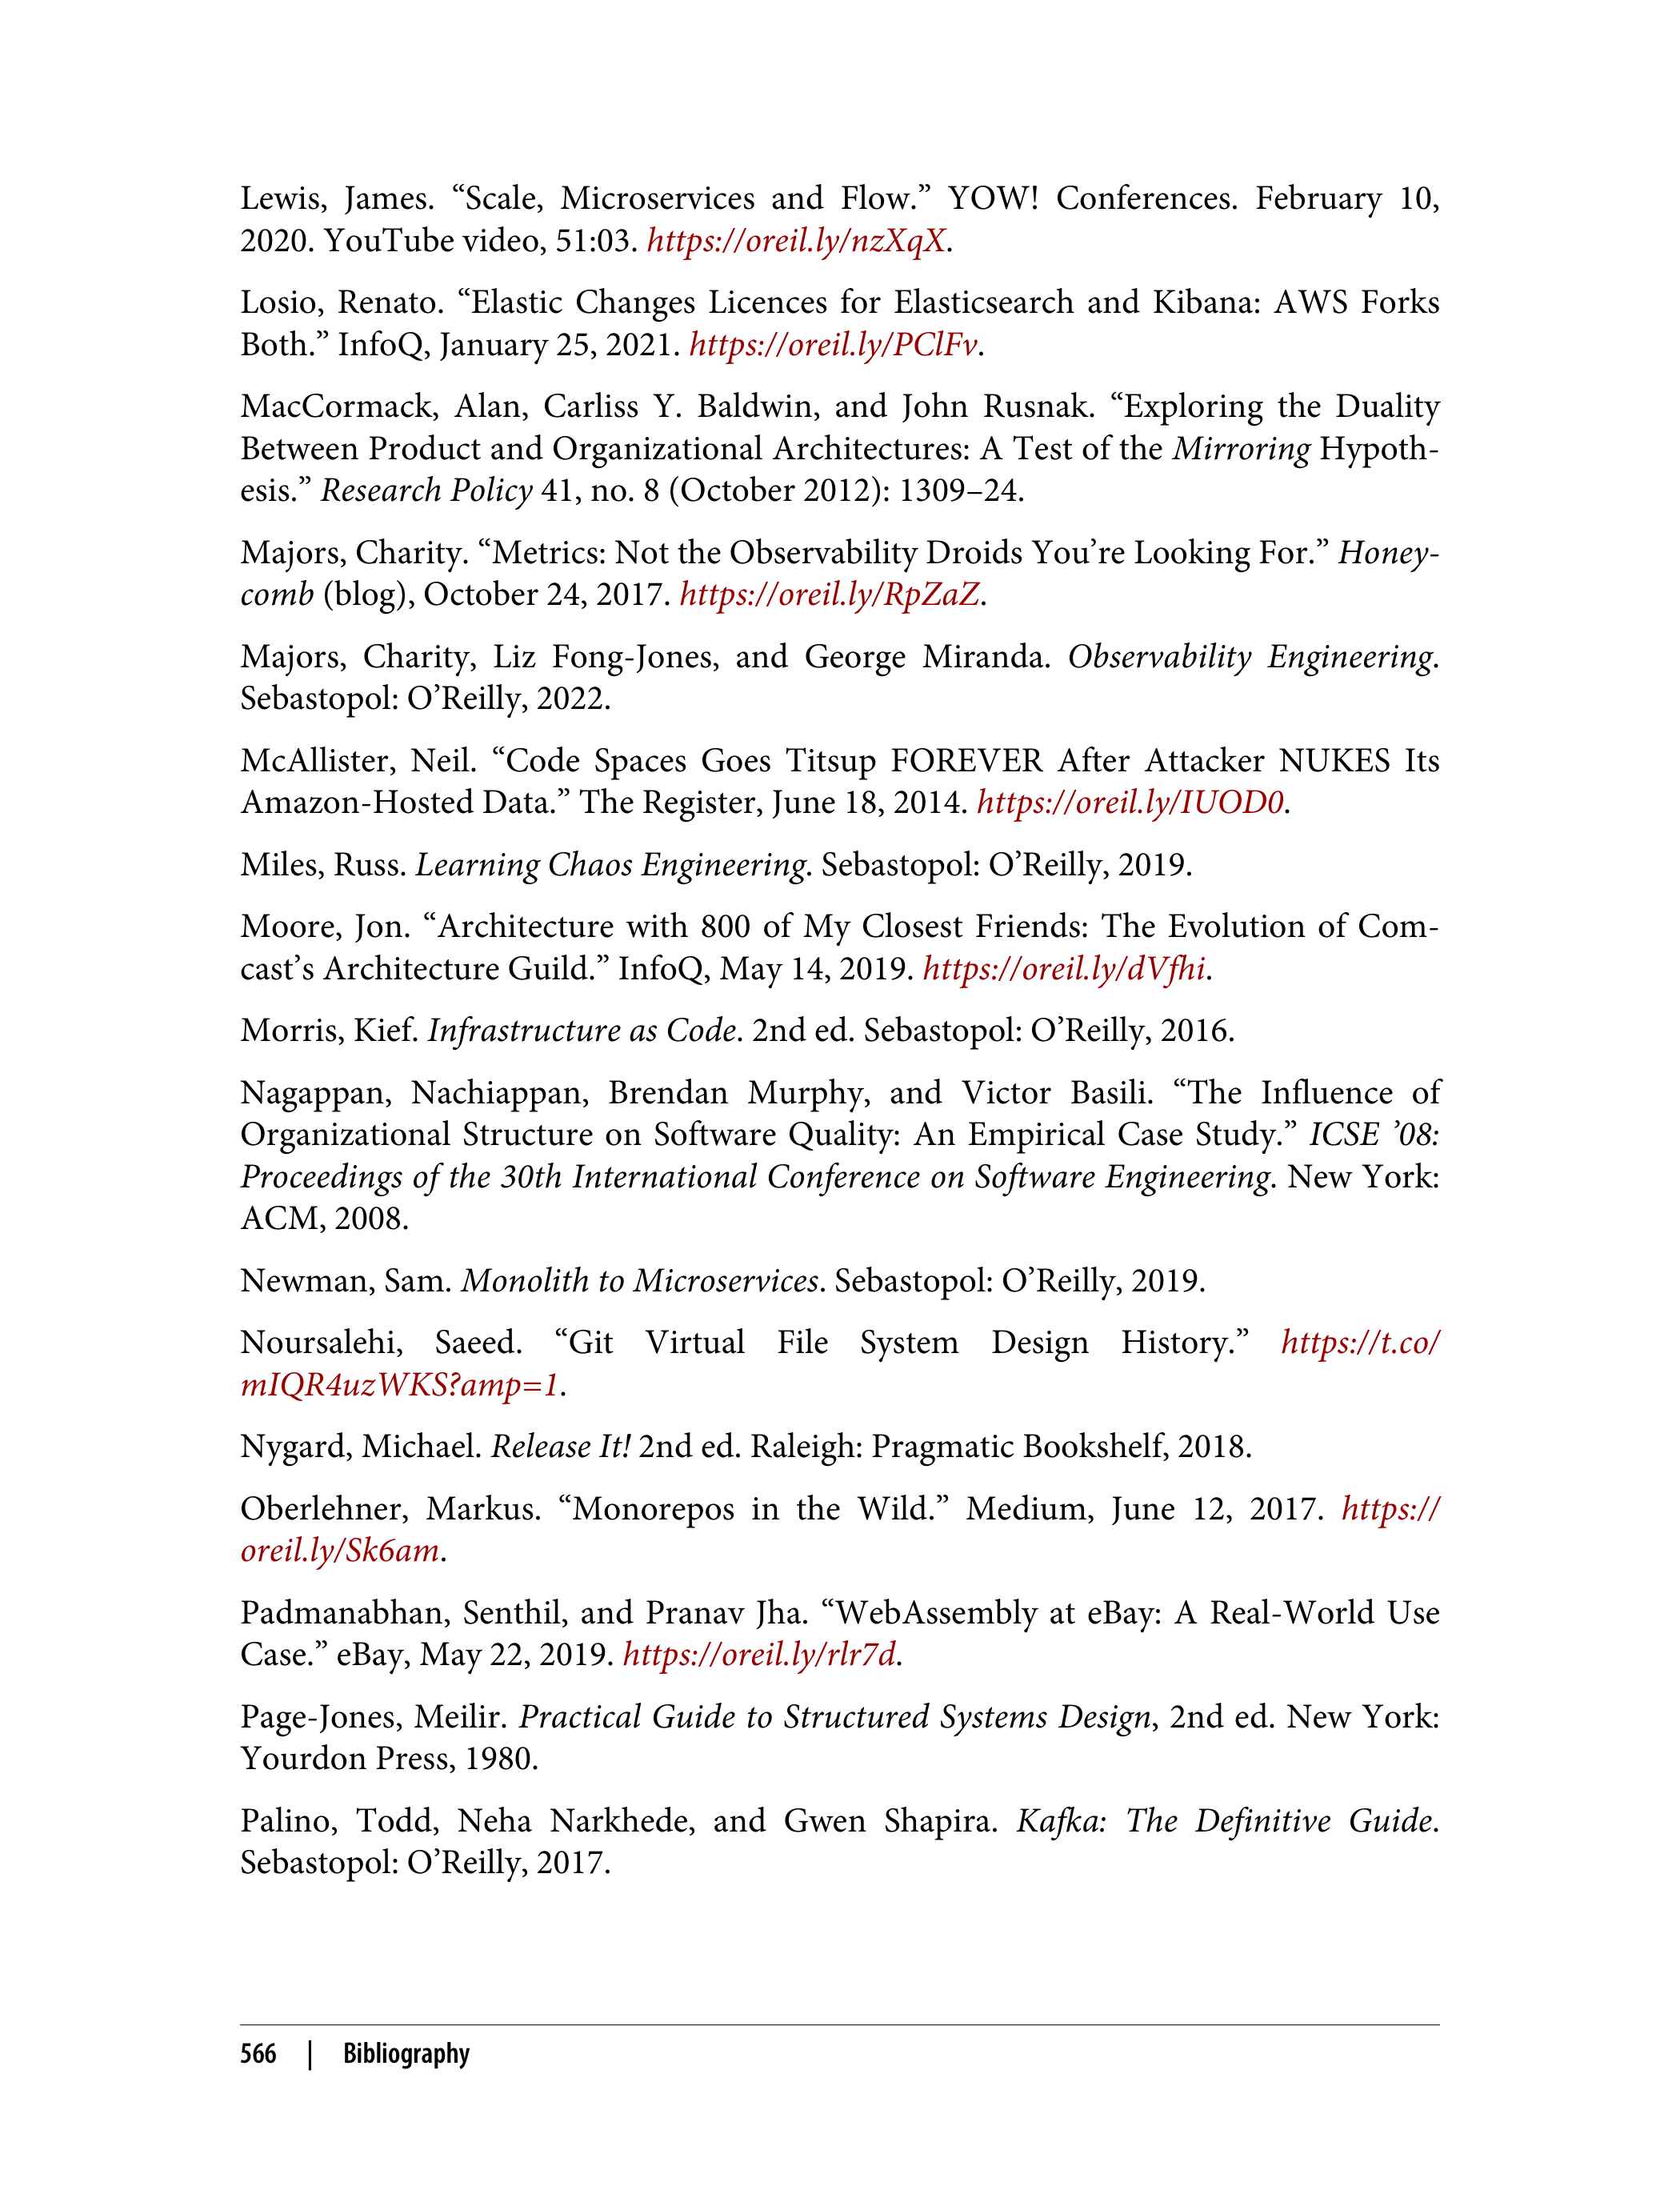 Lewis, James. “Scale, Microservices and Flow.” YOW! Conferences. February 10,
2020. YouTube video, 51:03. https://oreil.ly/nzXqX.
Losio, Renato. “Elastic Changes Licences for Elasticsearch and Kibana: AWS Forks
Both.” InfoQ, January 25, 2021. https://oreil.ly/PClFv.
MacCormack, Alan, Carliss Y. Baldwin, and John Rusnak. “Exploring the Duality
Between Product and Organizational Architectures: A Test of the Mirroring Hypoth-
esis.” Research Policy 41, no. 8 (October 2012): 1309–24.
Majors, Charity. “Metrics: Not the Observability Droids You’re Looking For.” Honey-
comb (blog), October 24, 2017. https://oreil.ly/RpZaZ.
Majors, Charity, Liz Fong-Jones, and George Miranda. Observability Engineering.
Sebastopol: O’Reilly, 2022.
McAllister, Neil. “Code Spaces Goes Titsup FOREVER After Attacker NUKES Its
Amazon-Hosted Data.” The Register, June 18, 2014. https://oreil.ly/IUOD0.
Miles, Russ. Learning Chaos Engineering. Sebastopol: O’Reilly, 2019.
Moore, Jon. “Architecture with 800 of My Closest Friends: The Evolution of Com-
cast’s Architecture Guild.” InfoQ, May 14, 2019. https://oreil.ly/dVfhi.
Morris, Kief. Infrastructure as Code. 2nd ed. Sebastopol: O’Reilly, 2016.
Nagappan, Nachiappan, Brendan Murphy, and Victor Basili. “The Influence of
Organizational Structure on Software Quality: An Empirical Case Study.” ICSE ’08:
Proceedings of the 30th International Conference on Software Engineering. New York:
ACM, 2008.
Newman, Sam. Monolith to Microservices. Sebastopol: O’Reilly, 2019.
Noursalehi, Saeed. “Git Virtual File System Design History.” https://t.co/
mIQR4uzWKS?amp=1.
Nygard, Michael. Release It! 2nd ed. Raleigh: Pragmatic Bookshelf, 2018.
Oberlehner, Markus. “Monorepos in the Wild.” Medium, June 12, 2017. https://
oreil.ly/Sk6am.
Padmanabhan, Senthil, and Pranav Jha. “WebAssembly at eBay: A Real-World Use
Case.” eBay, May 22, 2019. https://oreil.ly/rlr7d.
Page-Jones, Meilir. Practical Guide to Structured Systems Design, 2nd ed. New York:
Yourdon Press, 1980.
Palino, Todd, Neha Narkhede, and Gwen Shapira. Kafka: The Definitive Guide.
Sebastopol: O’Reilly, 2017.
566 | Bibliography